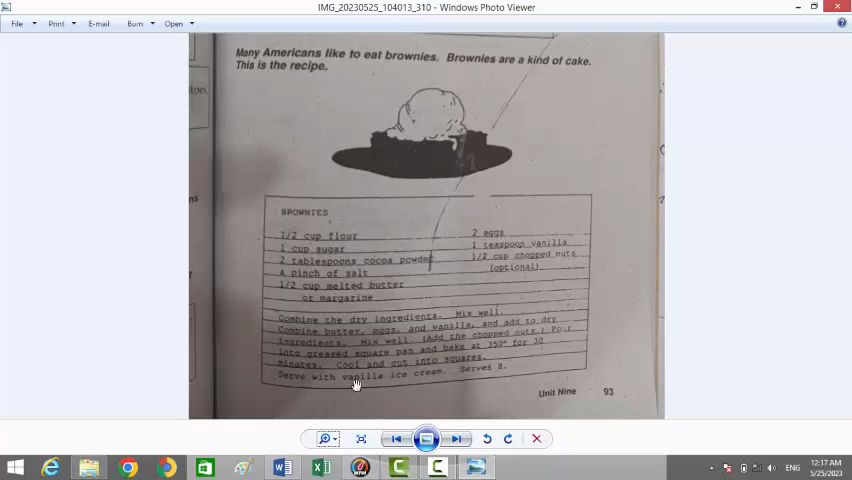 IMG_20230525_104013_310 - Windows Photo Viewer
File
Print
E-mail
Burn
Open
Many Americans like to eat brownies. Brownies are a kind of cake.
This is the recipe.
BROWNIES
1/2 cup flour
1 cup sugar
2 tablespoons cocoa powder
a pinch of salt
1/2 cup melted butter
or margarine
2 eggs
1 teaspoon vanilla
1/2 cup chopped nuts
(optional)
Combine the dry ingredients. Mix well.
Combine butter, eggs, and vanilla, and add to dry
ingredients. Mix well. (Add the chopped nuts.) Pour
into greased square pan and bake at 350° for 30
minutes. Cool and cut into squares.
Serve with vanilla ice cream. Serves 8.
Unit Nine 93
ENG
12:17 AM
5/25/2023